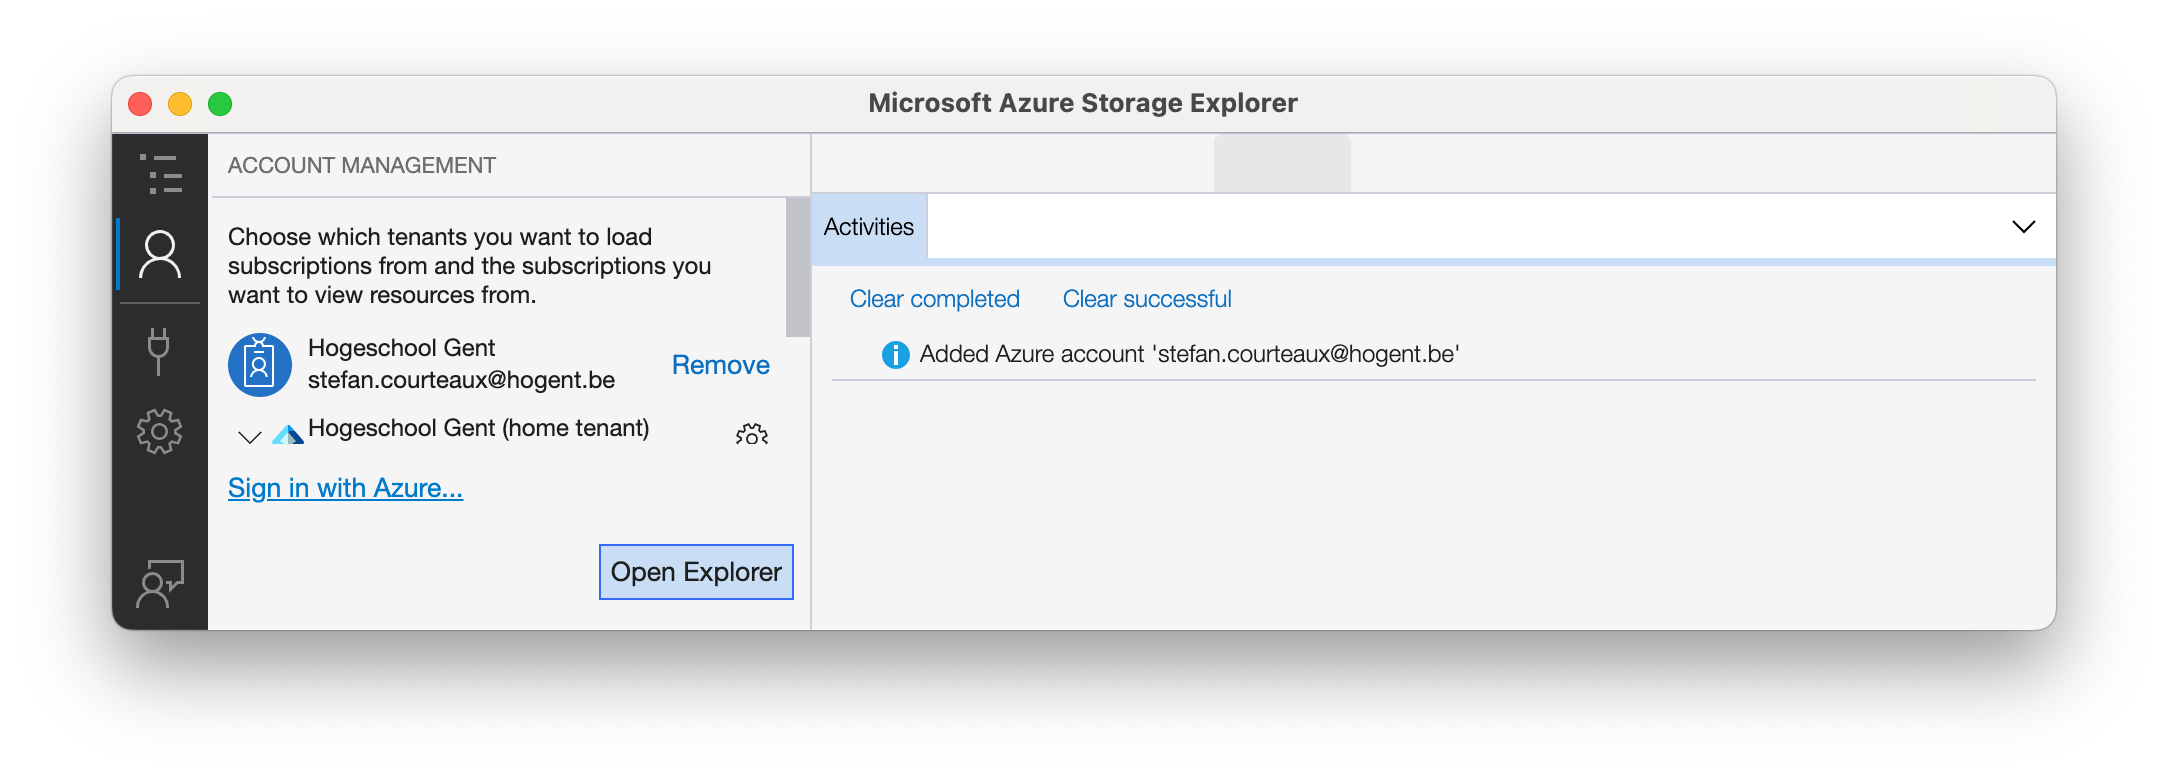 Microsoft Azure Storage Explorer
ACCOUNT MANAGEMENT
Choose which tenants you want to load
subscriptions from and the subscriptions you
want to view resources from.
Hogeschool Gent
stefan.courteaux@hogent.be
Remove
Hogeschool Gent (home tenant)
Sign in with Azure...
Open Explorer
Activities
Clear completed
Clear successful
Added Azure account 'stefan.courteaux@hogent.be'